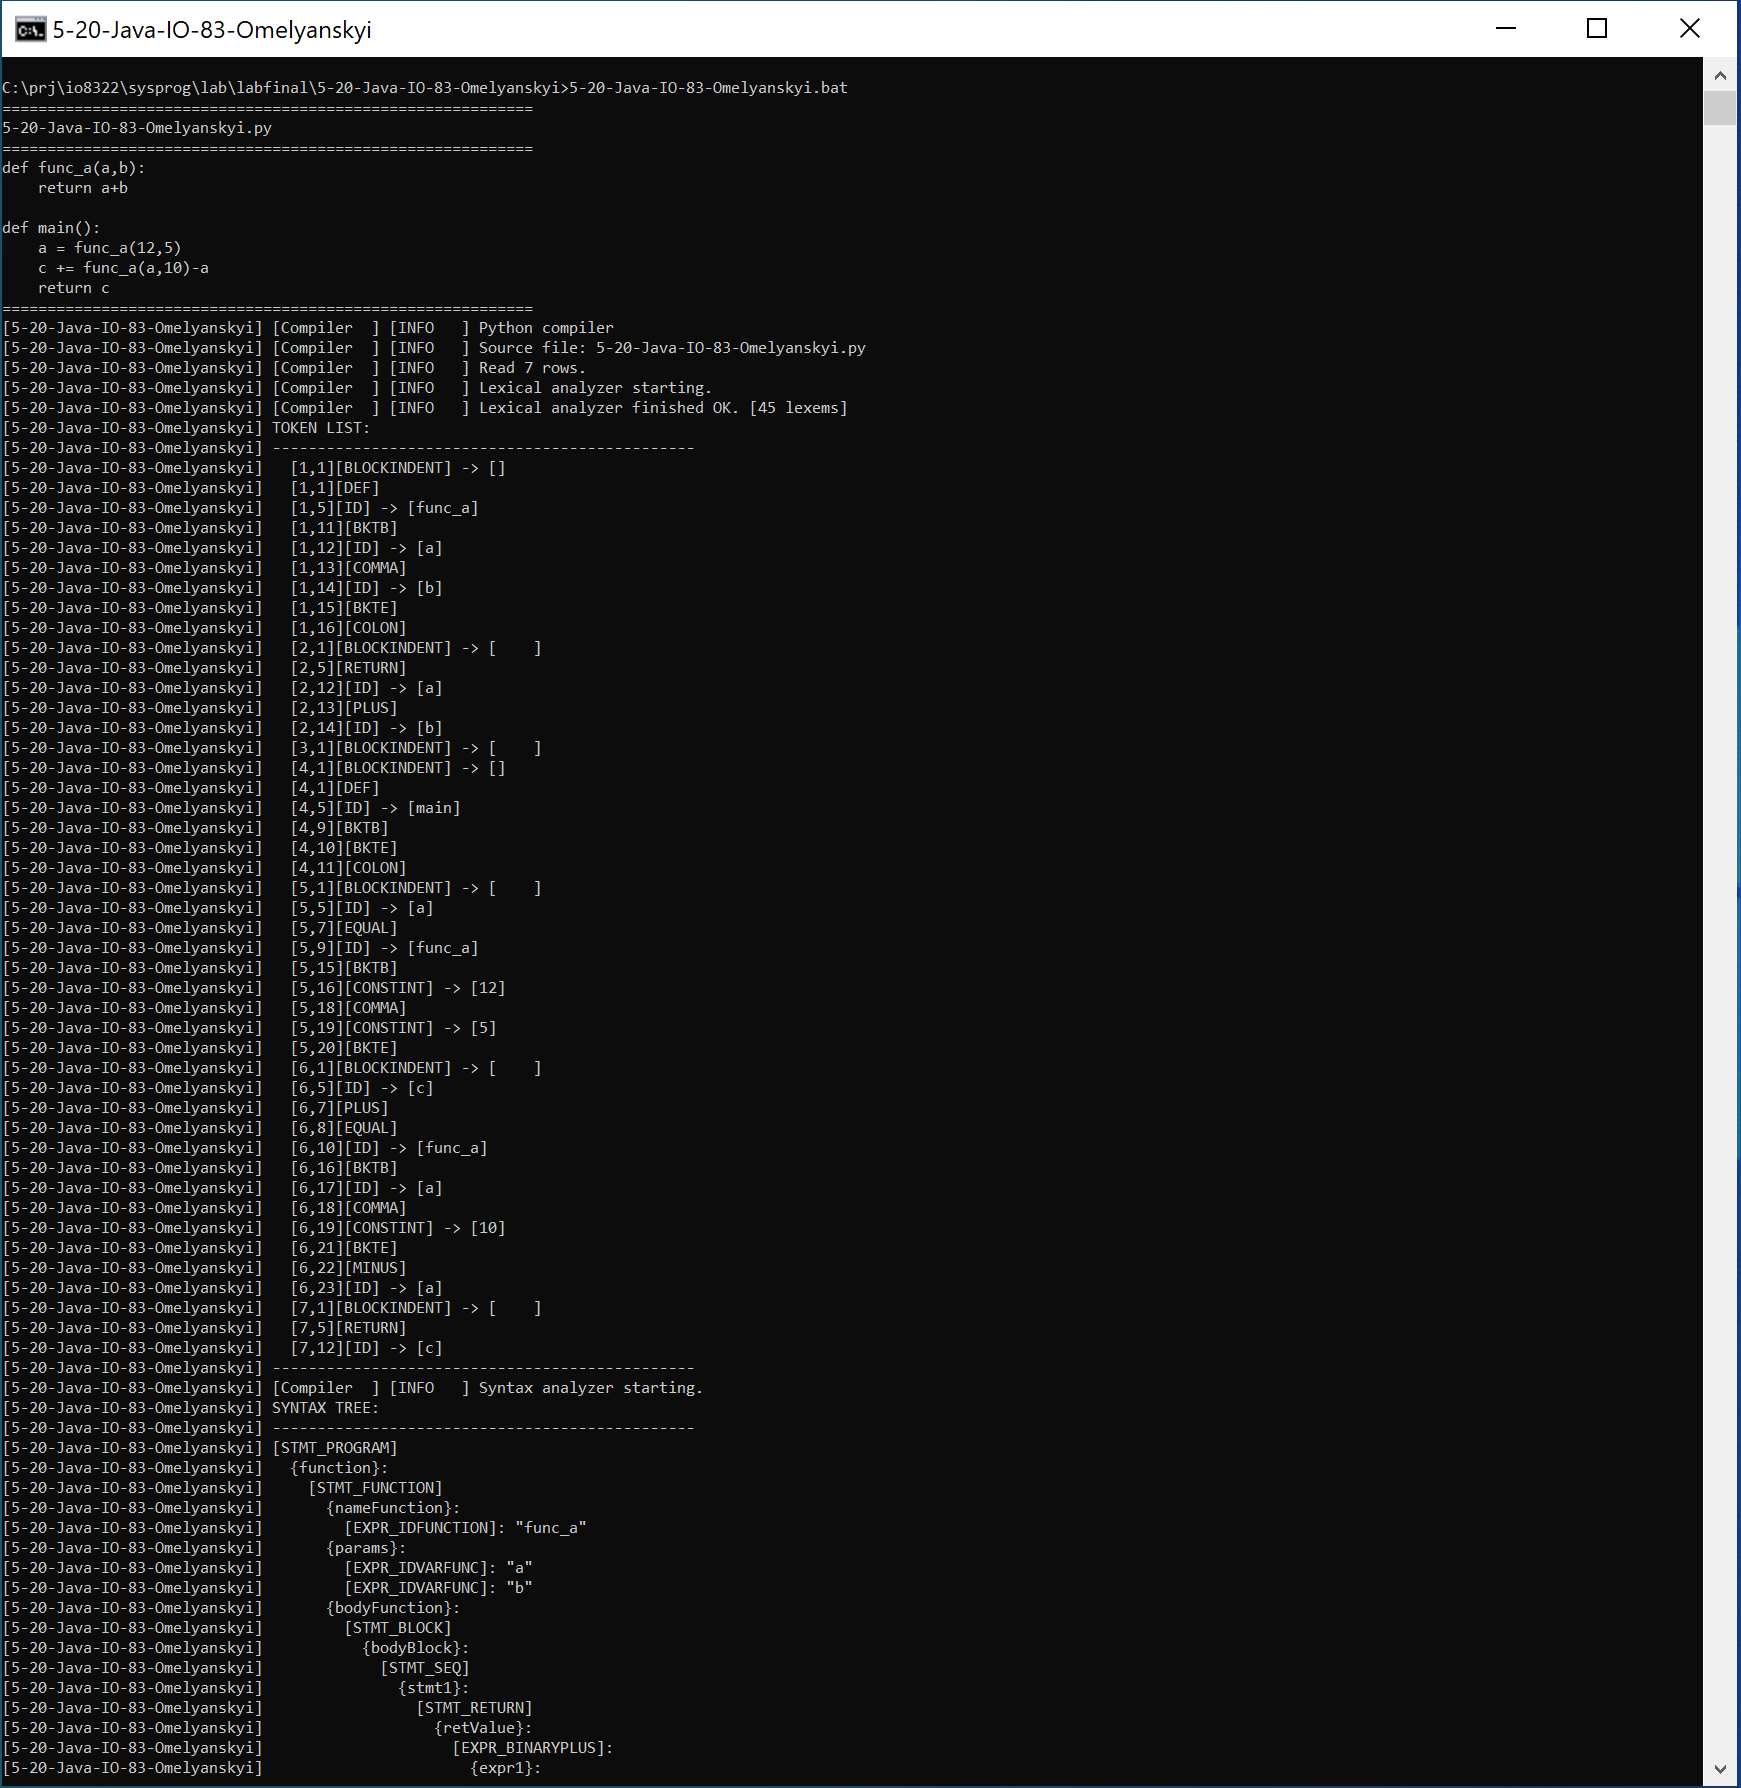 5-20-Java-IO-83-Omelyanskyi
C:\prj\io8322\sysprog\lab\labfinal\5-20-Java-IO-83-Omelyanskyi>5-20-Java-IO-83-Omelyanskyi.bat
===========================================================
5-20-Java-IO-83-Omelyanskyi.py
===========================================================
def func_a(a,b):
    return a+b

def main():
    a = func_a(12,5)
    c += func_a(a,10)-a
    return c
===========================================================
[5-20-Java-IO-83-Omelyanskyi] [Compiler  ] [INFO   ] Python compiler
[5-20-Java-IO-83-Omelyanskyi] [Compiler  ] [INFO   ] Source file: 5-20-Java-IO-83-Omelyanskyi.py
[5-20-Java-IO-83-Omelyanskyi] [Compiler  ] [INFO   ] Read 7 rows.
[5-20-Java-IO-83-Omelyanskyi] [Compiler  ] [INFO   ] Lexical analyzer starting.
[5-20-Java-IO-83-Omelyanskyi] [Compiler  ] [INFO   ] Lexical analyzer finished OK. [45 lexems]
[5-20-Java-IO-83-Omelyanskyi] TOKEN LIST:
[5-20-Java-IO-83-Omelyanskyi] -----------------------------------------------
[5-20-Java-IO-83-Omelyanskyi]   [1,1][BLOCKINDENT] -> []
[5-20-Java-IO-83-Omelyanskyi]   [1,1][DEF]
[5-20-Java-IO-83-Omelyanskyi]   [1,5][ID] -> [func_a]
[5-20-Java-IO-83-Omelyanskyi]   [1,11][BKTB]
[5-20-Java-IO-83-Omelyanskyi]   [1,12][ID] -> [a]
[5-20-Java-IO-83-Omelyanskyi]   [1,13][COMMA]
[5-20-Java-IO-83-Omelyanskyi]   [1,14][ID] -> [b]
[5-20-Java-IO-83-Omelyanskyi]   [1,15][BKTE]
[5-20-Java-IO-83-Omelyanskyi]   [1,16][COLON]
[5-20-Java-IO-83-Omelyanskyi]   [2,1][BLOCKINDENT] -> [    ]
[5-20-Java-IO-83-Omelyanskyi]   [2,5][RETURN]
[5-20-Java-IO-83-Omelyanskyi]   [2,12][ID] -> [a]
[5-20-Java-IO-83-Omelyanskyi]   [2,13][PLUS]
[5-20-Java-IO-83-Omelyanskyi]   [2,14][ID] -> [b]
[5-20-Java-IO-83-Omelyanskyi]   [3,1][BLOCKINDENT] -> [    ]
[5-20-Java-IO-83-Omelyanskyi]   [4,1][BLOCKINDENT] -> []
[5-20-Java-IO-83-Omelyanskyi]   [4,1][DEF]
[5-20-Java-IO-83-Omelyanskyi]   [4,5][ID] -> [main]
[5-20-Java-IO-83-Omelyanskyi]   [4,9][BKTB]
[5-20-Java-IO-83-Omelyanskyi]   [4,10][BKTE]
[5-20-Java-IO-83-Omelyanskyi]   [4,11][COLON]
[5-20-Java-IO-83-Omelyanskyi]   [5,1][BLOCKINDENT] -> [    ]
[5-20-Java-IO-83-Omelyanskyi]   [5,5][ID] -> [a]
[5-20-Java-IO-83-Omelyanskyi]   [5,7][EQUAL]
[5-20-Java-IO-83-Omelyanskyi]   [5,9][ID] -> [func_a]
[5-20-Java-IO-83-Omelyanskyi]   [5,15][BKTB]
[5-20-Java-IO-83-Omelyanskyi]   [5,16][CONSTINT] -> [12]
[5-20-Java-IO-83-Omelyanskyi]   [5,18][COMMA]
[5-20-Java-IO-83-Omelyanskyi]   [5,19][CONSTINT] -> [5]
[5-20-Java-IO-83-Omelyanskyi]   [5,20][BKTE]
[5-20-Java-IO-83-Omelyanskyi]   [6,1][BLOCKINDENT] -> [    ]
[5-20-Java-IO-83-Omelyanskyi]   [6,5][ID] -> [c]
[5-20-Java-IO-83-Omelyanskyi]   [6,7][PLUS]
[5-20-Java-IO-83-Omelyanskyi]   [6,8][EQUAL]
[5-20-Java-IO-83-Omelyanskyi]   [6,10][ID] -> [func_a]
[5-20-Java-IO-83-Omelyanskyi]   [6,16][BKTB]
[5-20-Java-IO-83-Omelyanskyi]   [6,17][ID] -> [a]
[5-20-Java-IO-83-Omelyanskyi]   [6,18][COMMA]
[5-20-Java-IO-83-Omelyanskyi]   [6,19][CONSTINT] -> [10]
[5-20-Java-IO-83-Omelyanskyi]   [6,21][BKTE]
[5-20-Java-IO-83-Omelyanskyi]   [6,22][MINUS]
[5-20-Java-IO-83-Omelyanskyi]   [6,23][ID] -> [a]
[5-20-Java-IO-83-Omelyanskyi]   [7,1][BLOCKINDENT] -> [    ]
[5-20-Java-IO-83-Omelyanskyi]   [7,5][RETURN]
[5-20-Java-IO-83-Omelyanskyi]   [7,12][ID] -> [c]
[5-20-Java-IO-83-Omelyanskyi] -----------------------------------------------
[5-20-Java-IO-83-Omelyanskyi] [Compiler  ] [INFO   ] Syntax analyzer starting.
[5-20-Java-IO-83-Omelyanskyi] SYNTAX TREE:
[5-20-Java-IO-83-Omelyanskyi] -----------------------------------------------
[5-20-Java-IO-83-Omelyanskyi] [STMT_PROGRAM]
[5-20-Java-IO-83-Omelyanskyi]   {function}:
[5-20-Java-IO-83-Omelyanskyi]     [STMT_FUNCTION]
[5-20-Java-IO-83-Omelyanskyi]       {nameFunction}:
[5-20-Java-IO-83-Omelyanskyi]         [EXPR_IDFUNCTION]: "func_a"
[5-20-Java-IO-83-Omelyanskyi]       {params}:
[5-20-Java-IO-83-Omelyanskyi]         [EXPR_IDVARFUNC]: "a"
[5-20-Java-IO-83-Omelyanskyi]         [EXPR_IDVARFUNC]: "b"
[5-20-Java-IO-83-Omelyanskyi]       {bodyFunction}:
[5-20-Java-IO-83-Omelyanskyi]         [STMT_BLOCK]
[5-20-Java-IO-83-Omelyanskyi]           {bodyBlock}:
[5-20-Java-IO-83-Omelyanskyi]             [STMT_SEQ]
[5-20-Java-IO-83-Omelyanskyi]               {stmt1}:
[5-20-Java-IO-83-Omelyanskyi]                 [STMT_RETURN]
[5-20-Java-IO-83-Omelyanskyi]                   {retValue}:
[5-20-Java-IO-83-Omelyanskyi]                     [EXPR_BINARYPLUS]:
[5-20-Java-IO-83-Omelyanskyi]                       {expr1}: